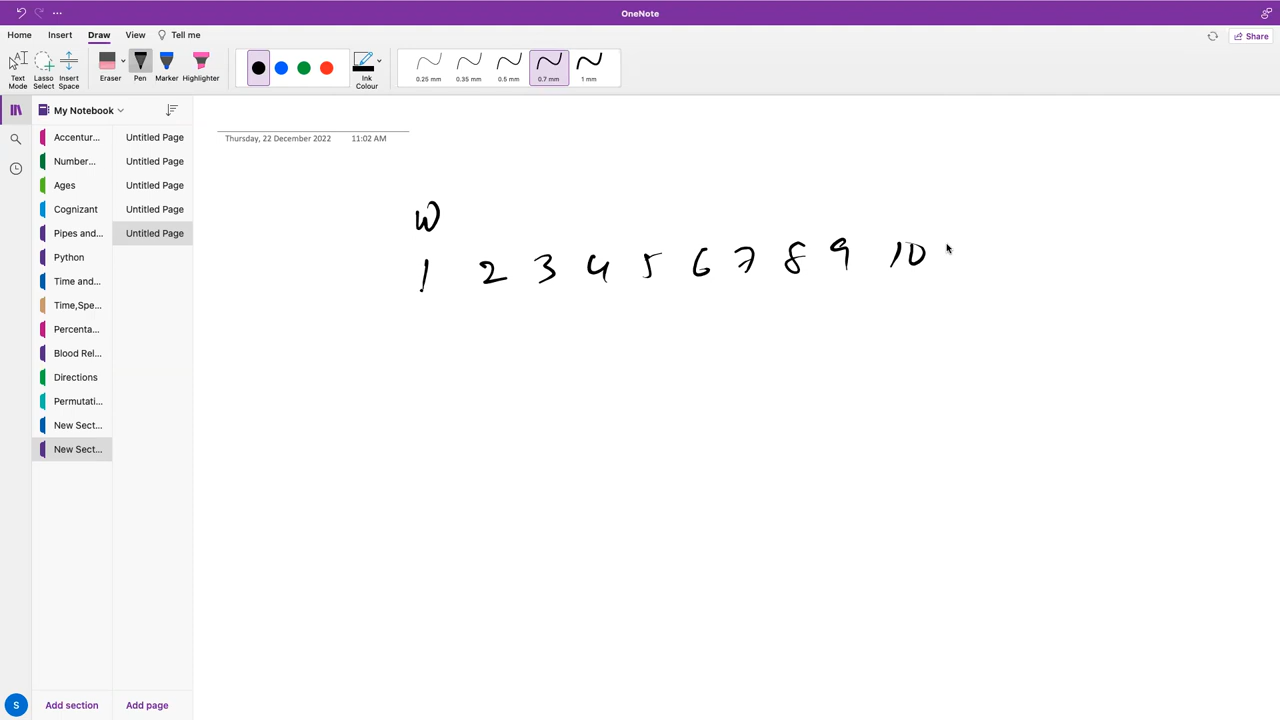 OneNote
Home Insert Draw View Tell me
Share
Text Mode
Lasso Select
Insert Space
Eraser
Pen
Marker
Highlighter
Ink Colour
0.25 mm
0.35 mm
0.5 mm
0.7 mm
1 mm
My Notebook
Accentur...
Number...
Ages
Cognizant
Pipes and...
Python
Time and...
Time,Spe...
Percenta...
Blood Rel...
Directions
Permutati...
New Sect...
New Sect...
Untitled Page
Untitled Page
Untitled Page
Untitled Page
Untitled Page
Thursday, 22 December 2022 11:02 AM
W
1 2 3 4 5 6 7 8 9 10
S
Add section
Add page